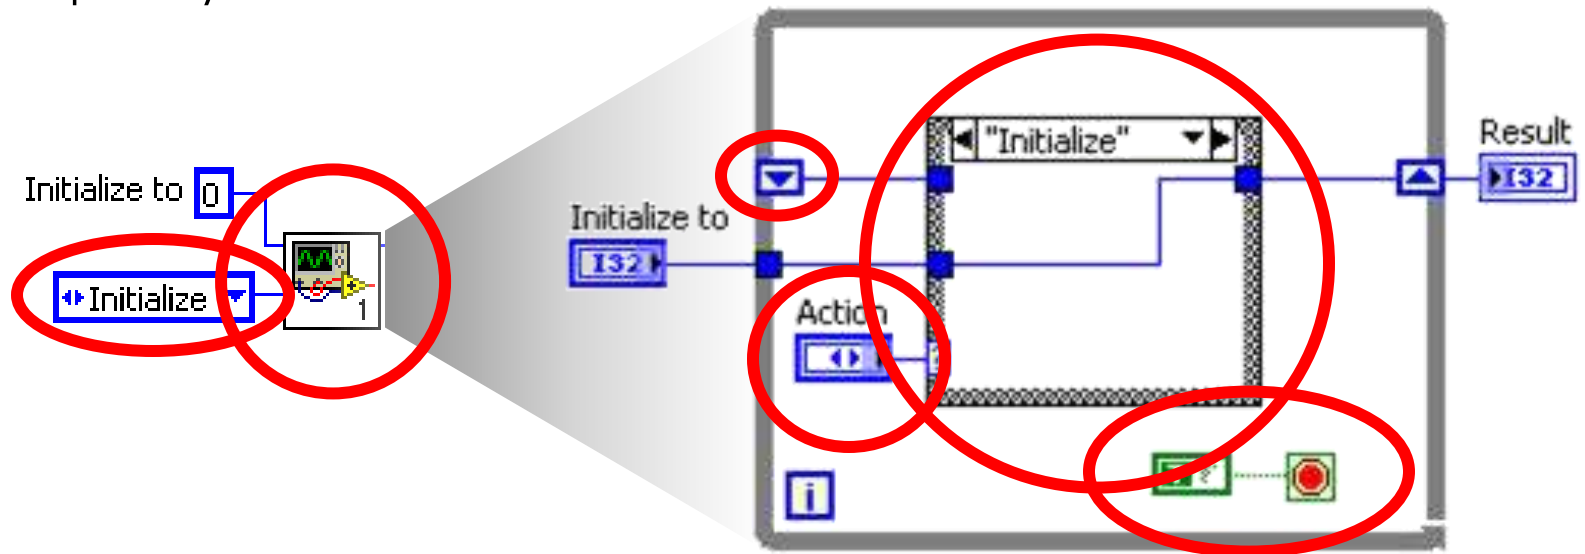 Initialize to 0
Initialize
1
Initialize to
I32
Action
"Initialize"
i
Result
I32